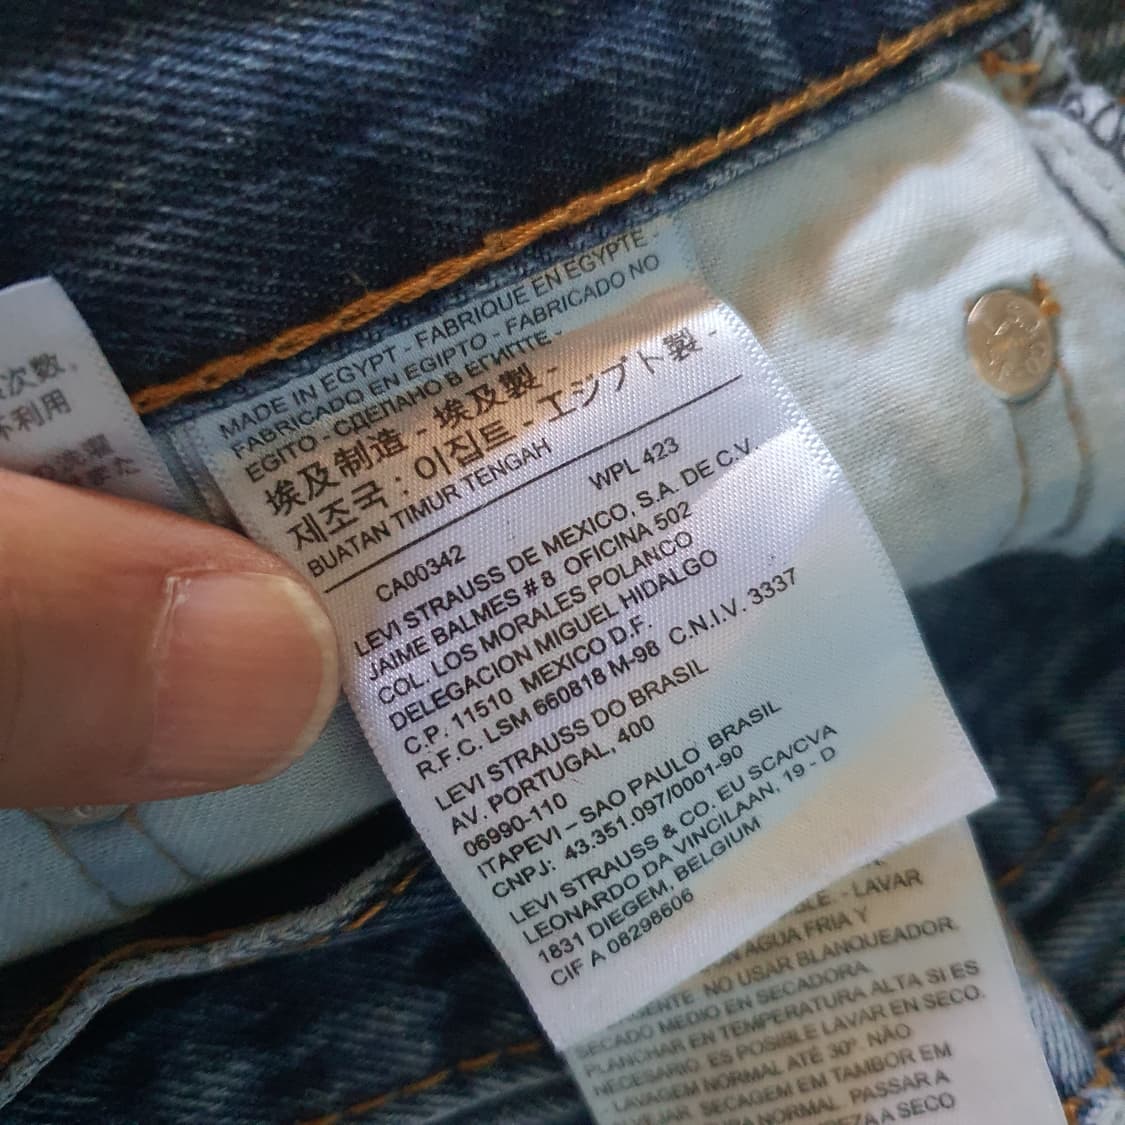 次数,
不利用
MADE IN EGYPT - FABRIQUE EN EGYPTE
FABRICADO EN EGIPTO - FABRICADO NO
EGITO - СДЕЛАНО В ЕГИПТЕ -
埃及制造 - 埃及製 -
제조국 : 이집트 - エジプト製 -
BUATAN TIMUR TENGAH
CA00342 WPL 423
LEVI STRAUSS DE MEXICO, S.A. DE C.V.
JAIME BALMES # 8 OFICINA 502
COL. LOS MORALES POLANCO
DELEGACION MIGUEL HIDALGO
C.P. 11510 MEXICO D.F.
R.F.C. LSM 660818 M-98 C.N.I.V. 3337
LEVI STRAUSS DO BRASIL
AV. PORTUGAL, 400
06990-110
ITAPEVI – SAO PAULO BRASIL
CNPJ: 43.351.097/0001-90
LEVI STRAUSS & CO. EU SCA/CVA
LEONARDO DA VINCILAAN, 19 - D
1831 DIEGEM, BELGIUM
CIF A 08298606
- LAVAR
AGUA FRIA Y
NO USAR BLANQUEADOR.
SECADO MEDIO EN SECADORA.
PLANCHAR EN TEMPERATURA ALTA SI ES
NECESARIO. ES POSIBLE LAVAR EN SECO.
- LAVAGEM NORMAL ATÉ 30° NÃO
SECAGEM EM TAMBOR EM
NORMAL. PASSAR A
A SECO